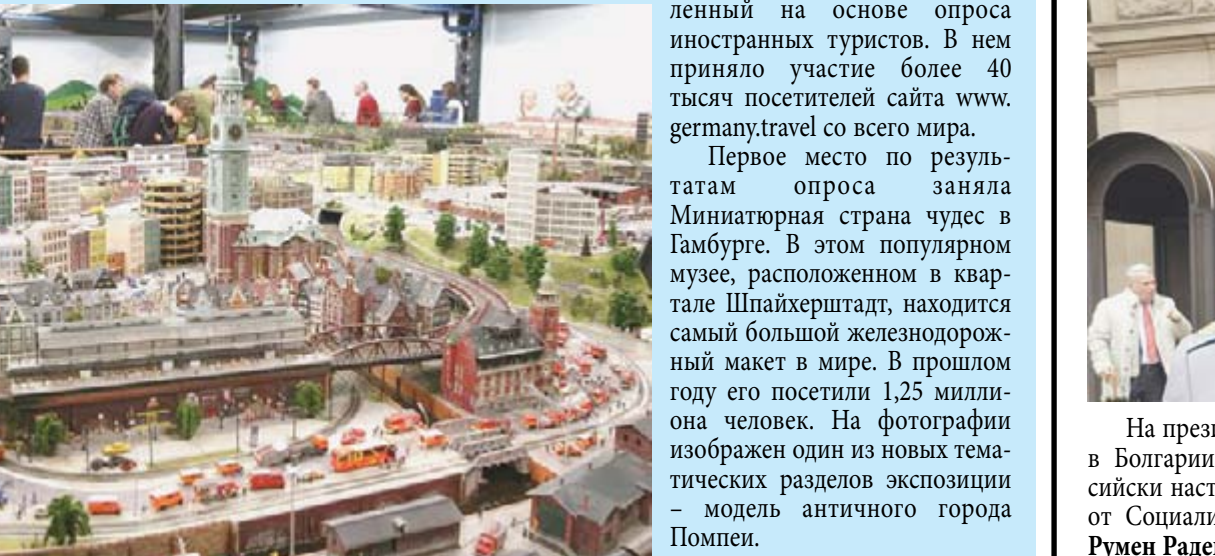 ленный на основе опроса
иностранных туристов. В нем
приняло участие более 40
тысяч посетителей сайта www.
germany.travel со всего мира.
Первое место по резуль-
татам опроса заняла
Миниатюрная страна чудес в
Гамбурге. В этом популярном
музее, расположенном в квар-
тале Шпайхерштадт, находится
самый большой железнодорож-
ный макет в мире. В прошлом
году его посетили 1,25 милли-
она человек. На фотографии
изображен один из новых тема-
тических разделов экспозиции
– модель античного города
Помпеи.
На прези
в Болгарии
сийски наст
от Социали
Румен Раде